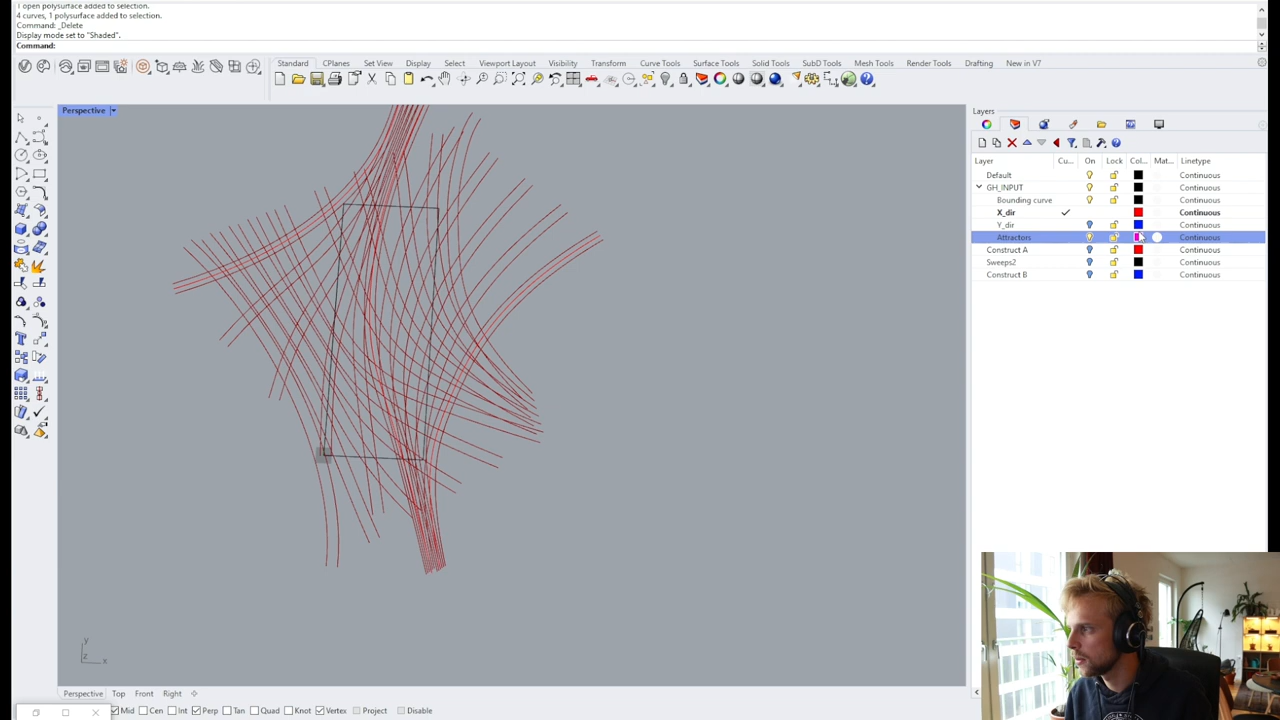 1 open polysurface added to selection.
4 curves, 1 polysurface added to selection.
Command: _Delete
Display mode set to "Shaded".
Command:
Standard CPlanes Set View Display Select Viewport Layout Visibility Transform Curve Tools Surface Tools Solid Tools SubD Tools Mesh Tools Render Tools Drafting New in V7
Perspective
Layers
Layer Cu... On Lock Col... Mat... Linetype
Default Continuous
GH_INPUT Continuous
Bounding curve Continuous
X_dir Continuous
Y_dir Continuous
Attractors Continuous
Construct A Continuous
Sweeps2 Continuous
Construct B Continuous
y
z x
Perspective Top Front Right
Mid Cen Int Perp Tan Quad Knot Vertex Project Disable